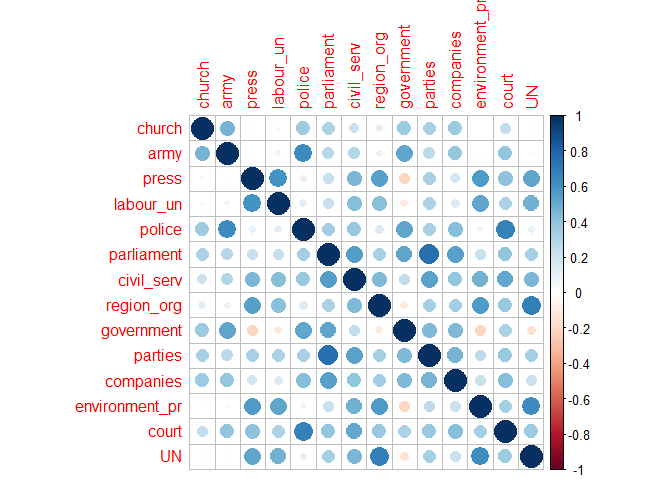 church
army
press
labour_un
police
parliament
civil_serv
region_org
government
parties
companies
environment_pr
court
UN
church
army
press
labour_un
police
parliament
civil_serv
region_org
government
parties
companies
environment_pr
court
UN
1
0.8
0.6
0.4
0.2
0
-0.2
-0.4
-0.6
-0.8
-1